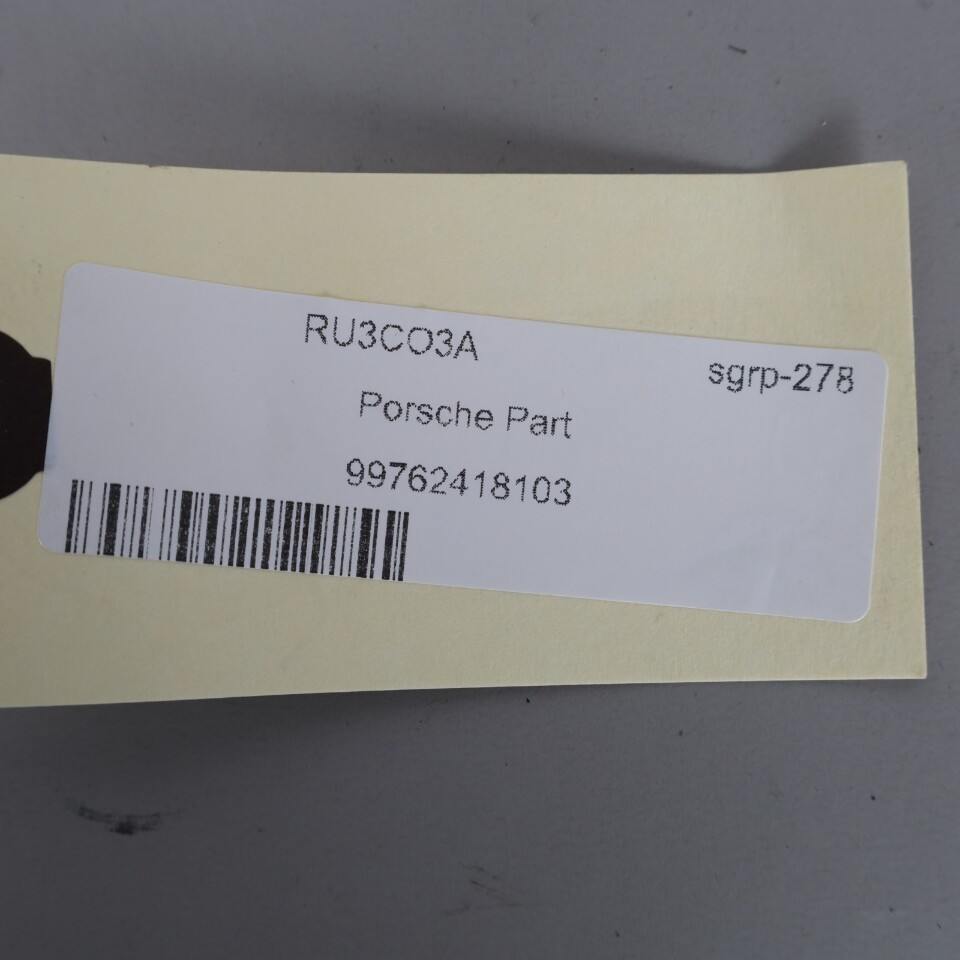 RU3CO3A
sgrp-278
Porsche Part
99762418103